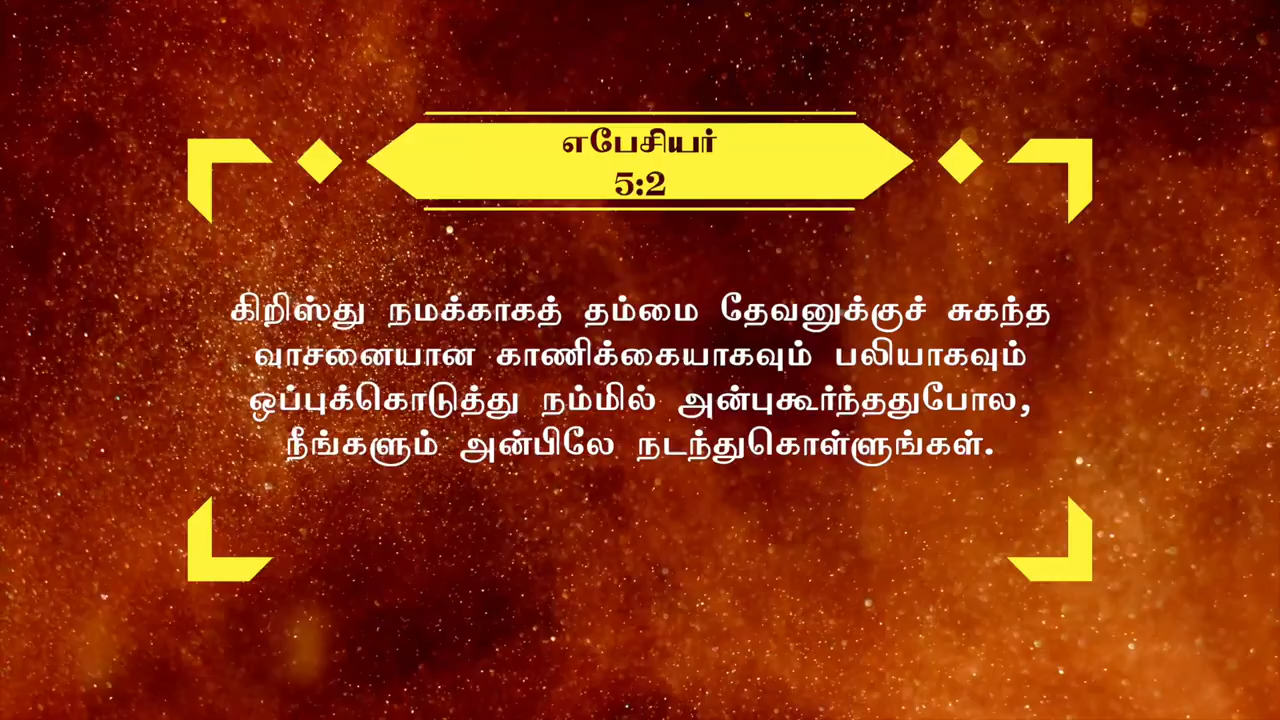 எபேசியர்
5:2
கிறிஸ்து நமக்காகத் தம்மை தேவனுக்குச் சுகந்த
வாசனையான காணிக்கையாகவும் பலியாகவும்
ஒப்புக்கொடுத்து நம்மில் அன்புகூர்ந்ததுபோல,
நீங்களும் அன்பிலே நடந்துகொள்ளுங்கள்.